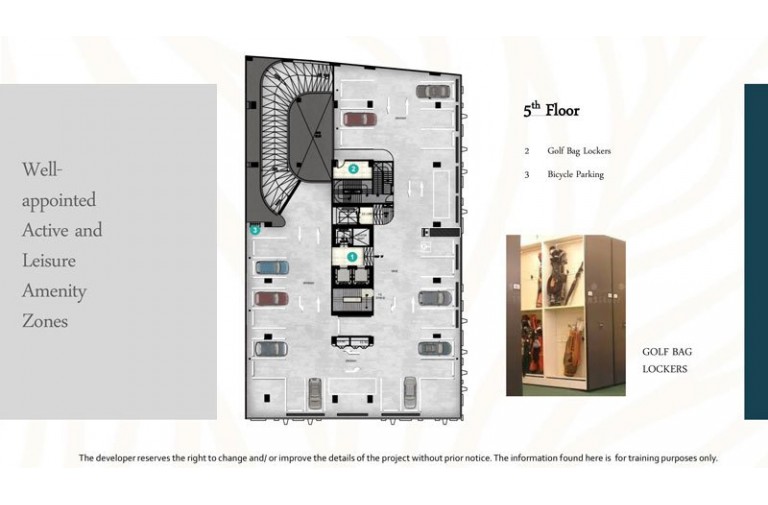 Well-
appointed
Active and
Leisure
Amenity
Zones
5th Floor
2 Golf Bag Lockers
3 Bicycle Parking
2
3
1
GOLF BAG
LOCKERS
The developer reserves the right to change and/ or improve the details of the project without prior notice. The information found here is for training purposes only.